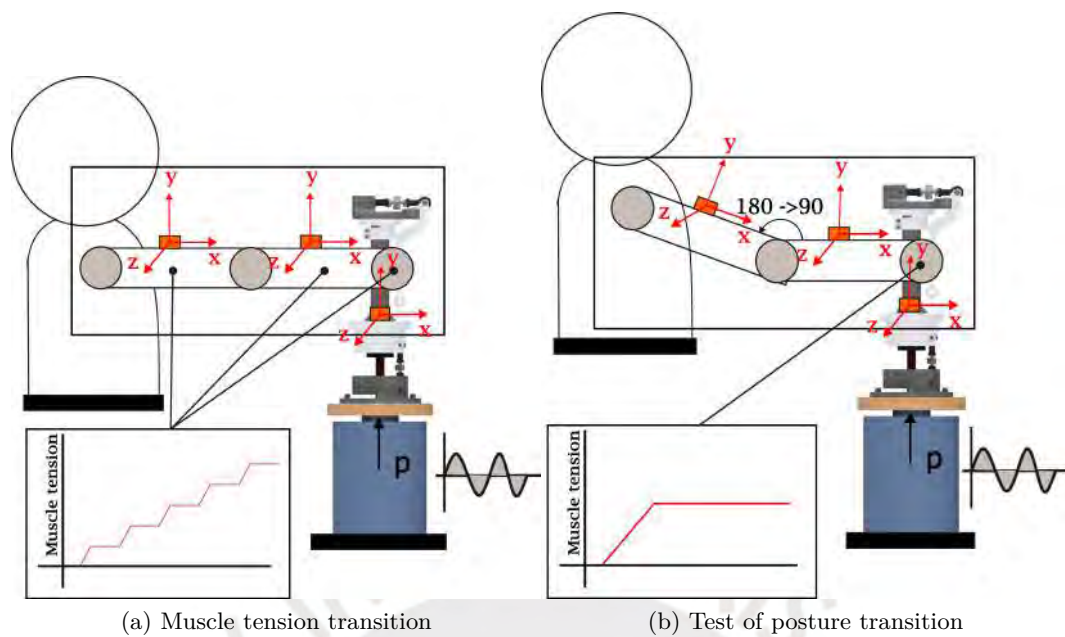 y
y
x
x
z
z
y
z
x
p
Muscle tension
(a) Muscle tension transition
y
y
180 ->90
z
x
x
z
y
z
x
p
Muscle tension
(b) Test of posture transition